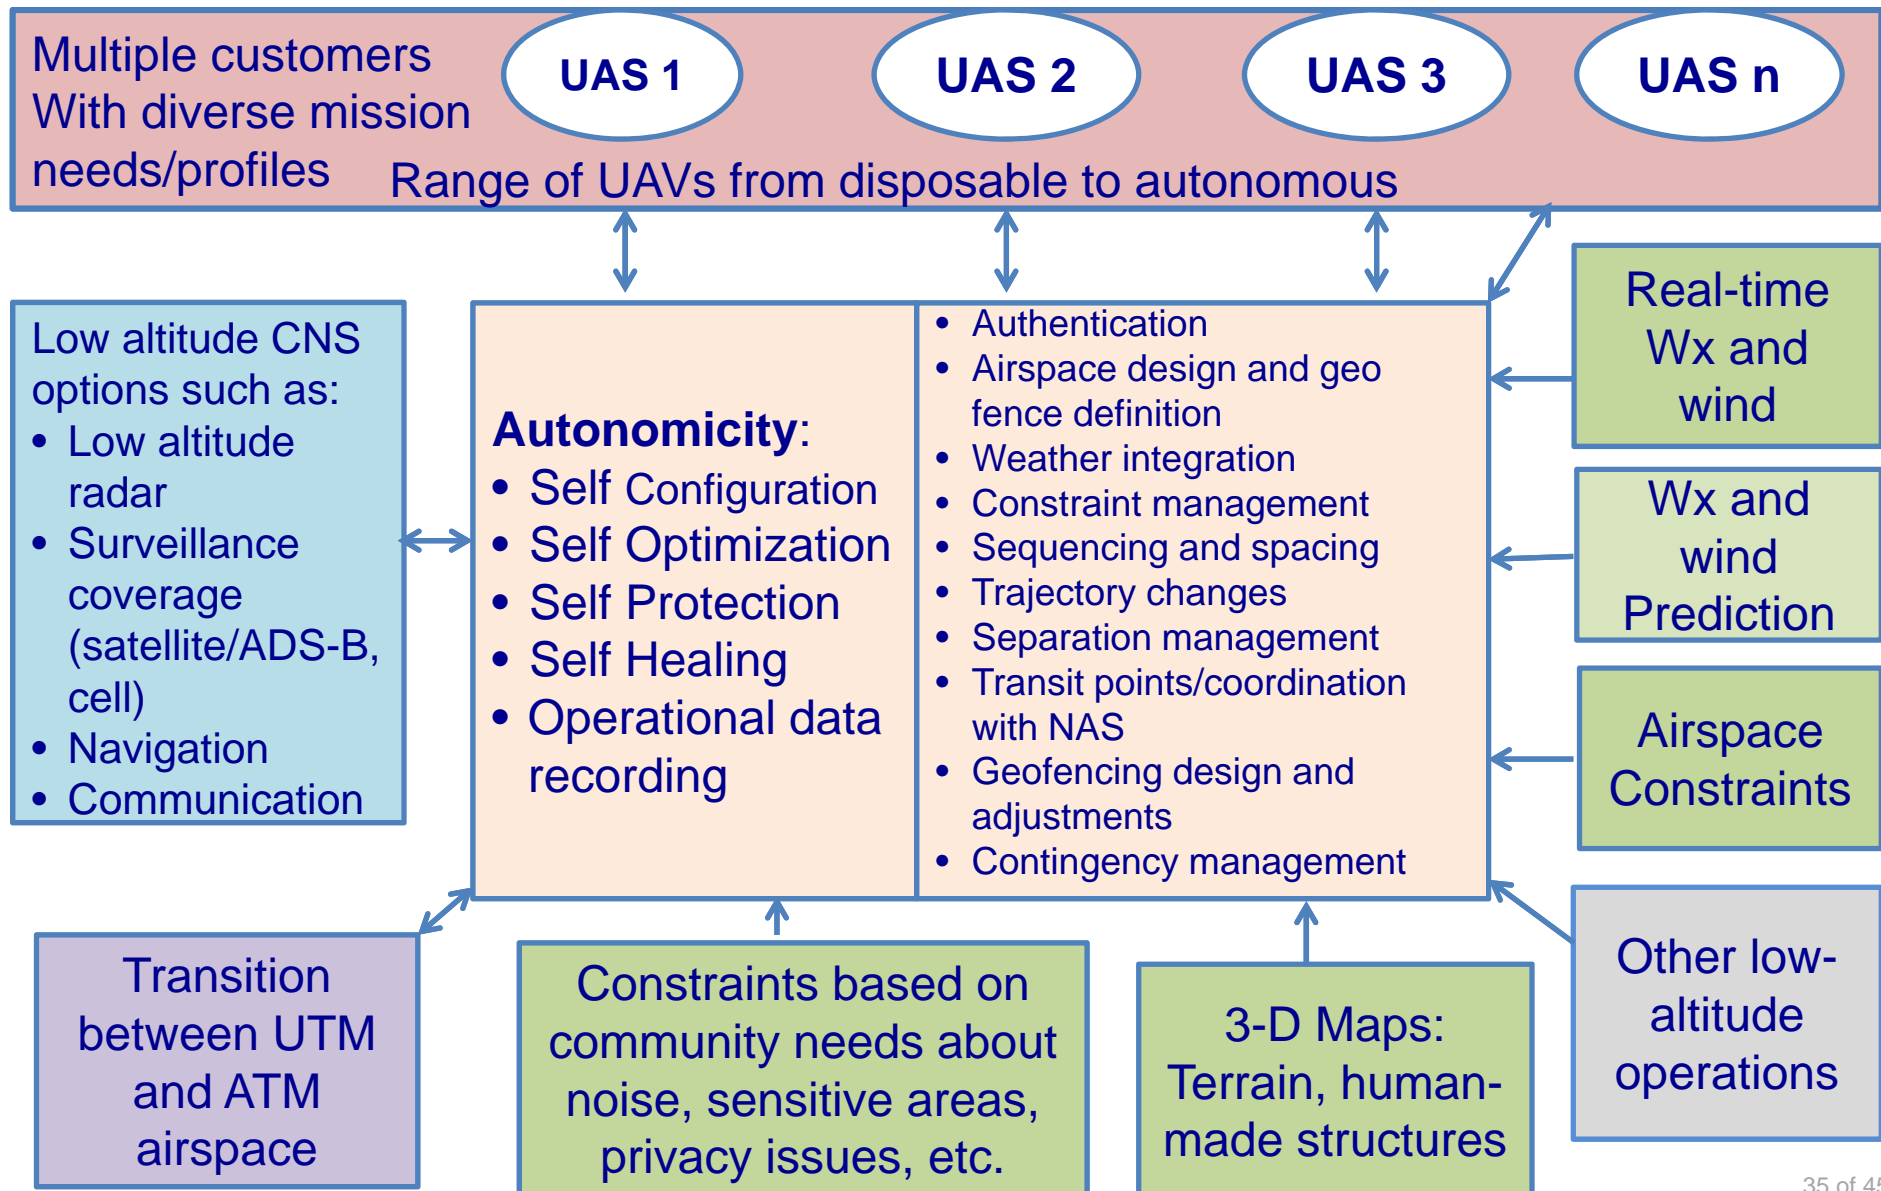 Multiple customers
With diverse mission
needs/profiles
UAS 1
UAS 2
UAS 3
UAS n
Range of UAVs from disposable to autonomous
Low altitude CNS
options such as:
• Low altitude
radar
• Surveillance
coverage
(satellite/ADS-B,
cell)
• Navigation
• Communication
Autonomicity:
• Self Configuration
• Self Optimization
• Self Protection
• Self Healing
• Operational data
recording
• Authentication
• Airspace design and geo
fence definition
• Weather integration
• Constraint management
• Sequencing and spacing
• Trajectory changes
• Separation management
• Transit points/coordination
with NAS
• Geofencing design and
adjustments
• Contingency management
Real-time
Wx and
wind
Wx and
wind
Prediction
Airspace
Constraints
Other low-
altitude
operations
Transition
between UTM
and ATM
airspace
Constraints based on
community needs about
noise, sensitive areas,
privacy issues, etc.
3-D Maps:
Terrain, human-
made structures
35 of 45